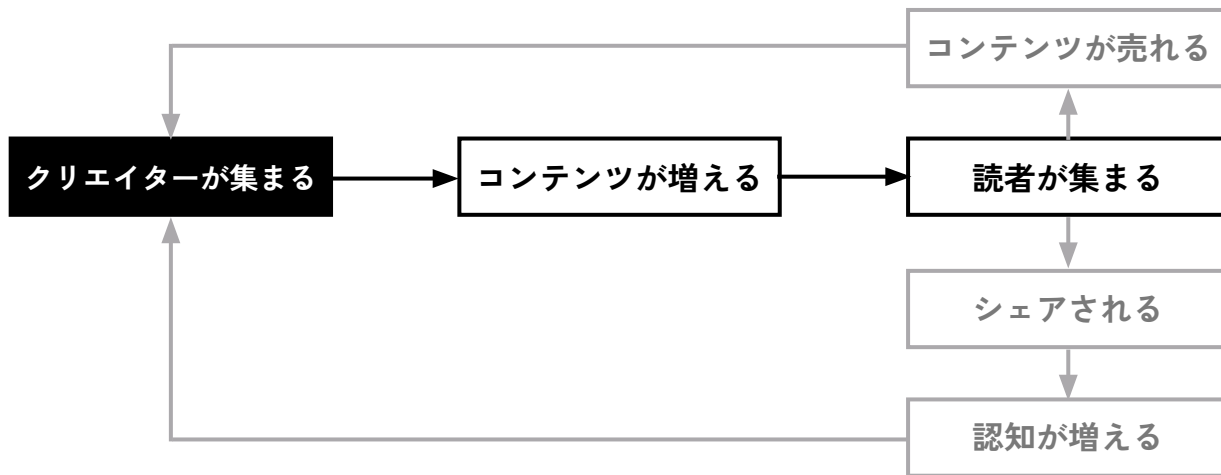 コンテンツが売れる
クリエイターが集まる
コンテンツが増える
読者が集まる
シェアされる
認知が増える